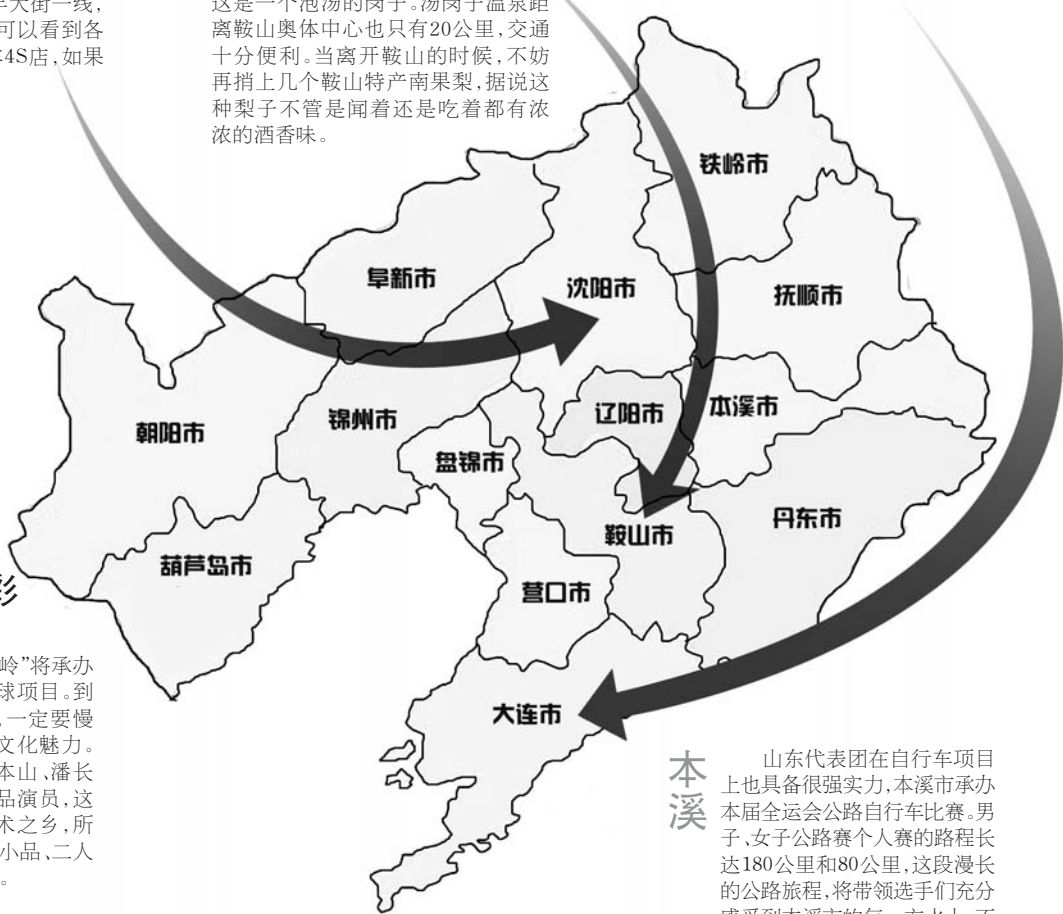 大街一线,
可以看到各
4S店,如果
这是一个泡汤的岗子。汤岗子温泉距
离鞍山奥体中心也只有20公里,交通
十分便利。当离开鞍山的时候,不妨
再捎上几个鞍山特产南果梨,据说这
种梨子不管是闻着还是吃着都有浓
浓的酒香味。
铁岭市
阜新市
沈阳市
抚顺市
朝阳市
锦州市
辽阳市
本溪市
盘锦市
鞍山市
丹东市
葫芦岛市
营口市
大连市
彩
岭”将承办
球项目。到
,一定要慢
文化魅力。
本山、潘长
品演员,这
术之乡,所
小品、二人
。
本溪
山东代表团在自行车项目
上也具备很强实力,本溪市承办
本届全运会公路自行车比赛。男
子、女子公路赛个人赛的路程长
达180公里和80公里,这段漫长
的公路旅程,将带领选手们充分